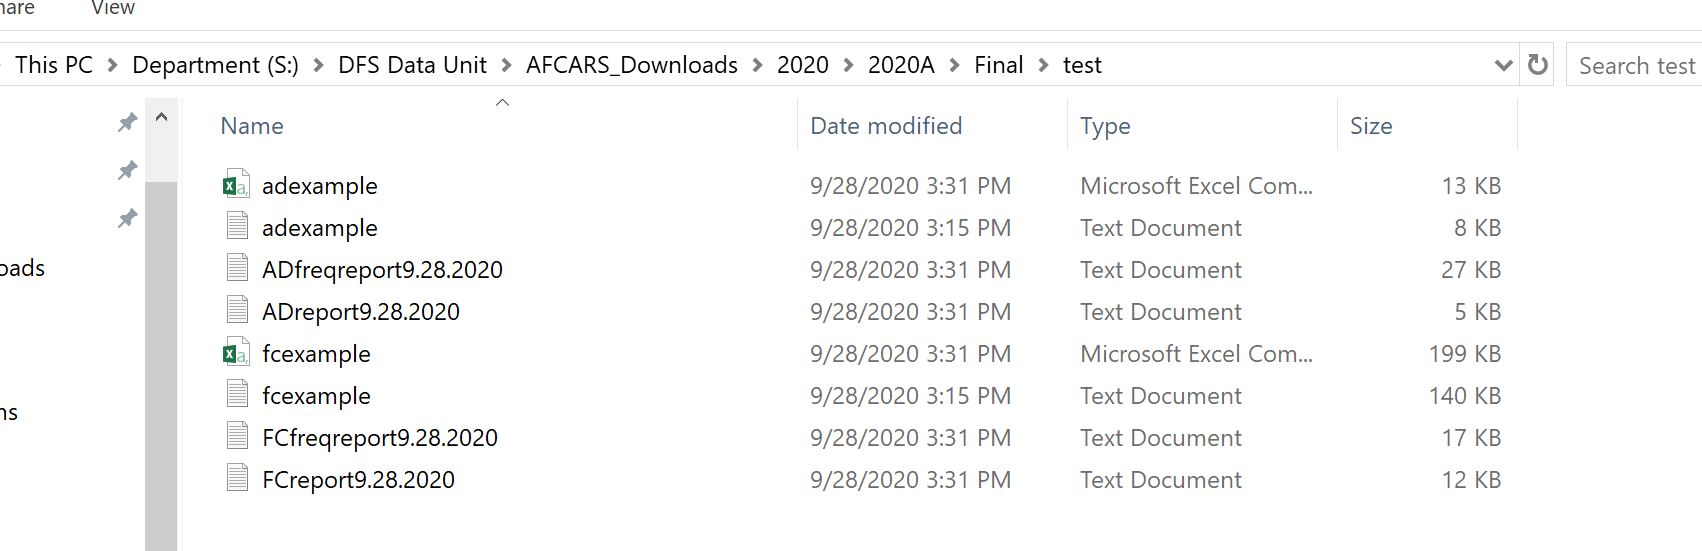 hare View
This PC > Department (S:) > DFS Data Unit > AFCARS_Downloads > 2020 > 2020A > Final > test Search test
Name Date modified Type Size
adexample 9/28/2020 3:31 PM Microsoft Excel Com... 13 KB
adexample 9/28/2020 3:15 PM Text Document 8 KB
oads
ADfreqreport9.28.2020 9/28/2020 3:31 PM Text Document 27 KB
ADreport9.28.2020 9/28/2020 3:31 PM Text Document 5 KB
fcexample 9/28/2020 3:31 PM Microsoft Excel Com... 199 KB
fcexample 9/28/2020 3:15 PM Text Document 140 KB
ns
FCfreqreport9.28.2020 9/28/2020 3:31 PM Text Document 17 KB
FCreport9.28.2020 9/28/2020 3:31 PM Text Document 12 KB